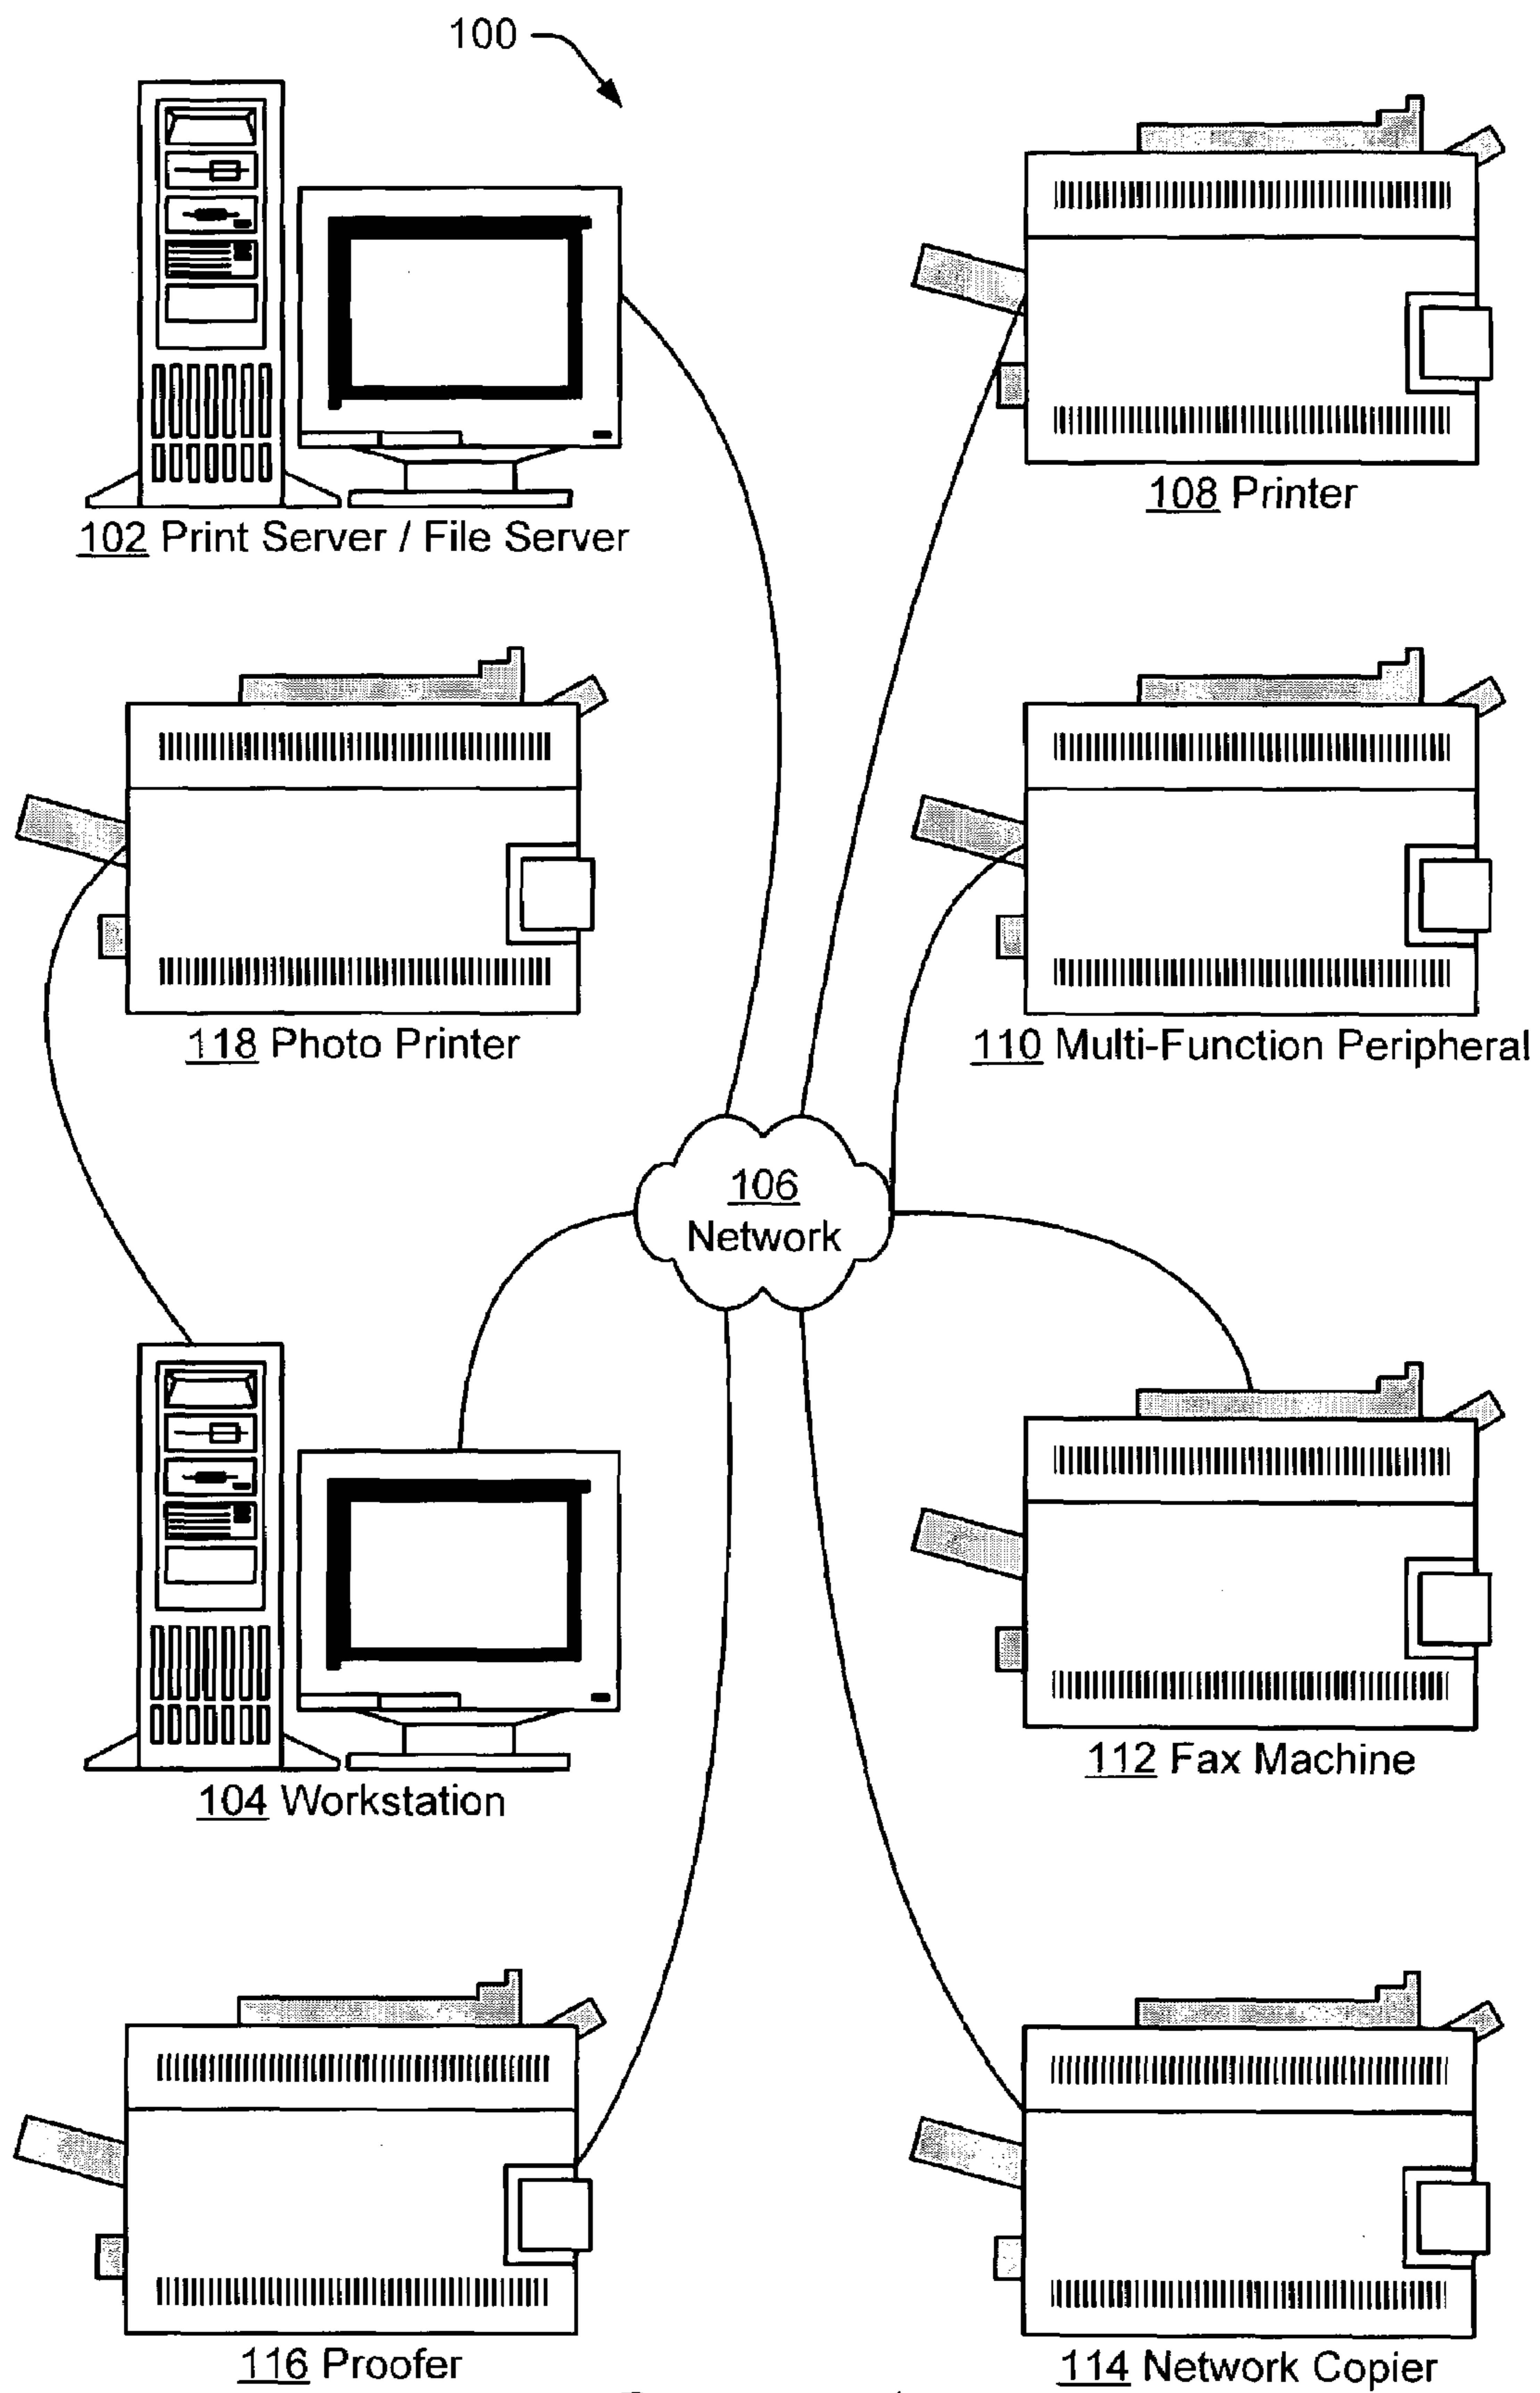 100
102 Print Server / File Server
108 Printer
118 Photo Printer
110 Multi-Function Peripheral
106
Network
112 Fax Machine
104 Workstation
116 Proofer
114 Network Copier